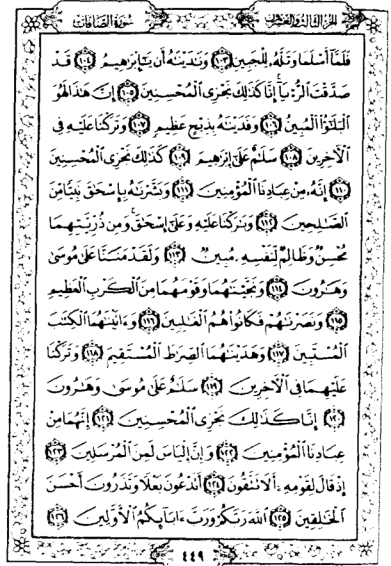 الجزء الثالث والعشرون سورة الصافات
فَلَمَّآ أَسْلَمَا وَتَلَّهُۥ لِلْجَبِينِ ١٠٣ وَنَٰدَيْنَٰهُ أَن يَٰٓإِبْرَٰهِيمُ ١٠٤ قَدْ
صَدَّقْتَ ٱلرُّءْيَآ إِنَّا كَذَٰلِكَ نَجْزِى ٱلْمُحْسِنِينَ ١٠٥ إِنَّ هَٰذَا لَهُوَ
ٱلْبَلَٰٓؤُا۟ ٱلْمُبِينُ ١٠٦ وَفَدَيْنَٰهُ بِذِبْحٍ عَظِيمٍ ١٠٧ وَتَرَكْنَا عَلَيْهِ فِى
ٱلْءَاخِرِينَ ١٠٨ سَلَٰمٌ عَلَىٰٓ إِبْرَٰهِيمَ ١٠٩ كَذَٰلِكَ نَجْزِى ٱلْمُحْسِنِينَ
١١٠ إِنَّهُۥ مِنْ عِبَادِنَا ٱلْمُؤْمِنِينَ ١١١ وَبَشَّرْنَٰهُ بِإِسْحَٰقَ نَبِيًّا مِّنَ
ٱلصَّٰلِحِينَ ١١٢ وَبَٰرَكْنَا عَلَيْهِ وَعَلَىٰٓ إِسْحَٰقَ وَمِن ذُرِّيَّتِهِمَا
مُحْسِنٌ وَظَالِمٌ لِّنَفْسِهِۦ مُبِينٌ ١١٣ وَلَقَدْ مَنَنَّا عَلَىٰ مُوسَىٰ
وَهَٰرُونَ ١١٤ وَنَجَّيْنَٰهُمَا وَقَوْمَهُمَا مِنَ ٱلْكَرْبِ ٱلْعَظِيمِ
١١٥ وَنَصَرْنَٰهُمْ فَكَانُوا۟ هُمُ ٱلْغَٰلِبِينَ ١١٦ وَءَاتَيْنَٰهُمَا ٱلْكِتَٰبَ
ٱلْمُسْتَبِينَ ١١٧ وَهَدَيْنَٰهُمَا ٱلصِّرَٰطَ ٱلْمُسْتَقِيمَ ١١٨ وَتَرَكْنَا
عَلَيْهِمَا فِى ٱلْءَاخِرِينَ ١١٩ سَلَٰمٌ عَلَىٰ مُوسَىٰ وَهَٰرُونَ
١٢٠ إِنَّا كَذَٰلِكَ نَجْزِى ٱلْمُحْسِنِينَ ١٢١ إِنَّهُمَا مِنْ
عِبَادِنَا ٱلْمُؤْمِنِينَ ١٢٢ وَإِنَّ إِلْيَاسَ لَمِنَ ٱلْمُرْسَلِينَ ١٢٣
إِذْ قَالَ لِقَوْمِهِۦٓ أَلَا تَتَّقُونَ ١٢٤ أَتَدْعُونَ بَعْلًا وَتَذَرُونَ أَحْسَنَ
ٱلْخَٰلِقِينَ ١٢٥ ٱللَّهَ رَبَّكُمْ وَرَبَّ ءَابَآئِكُمُ ٱلْأَوَّلِينَ ١٢٦
٤٤٩